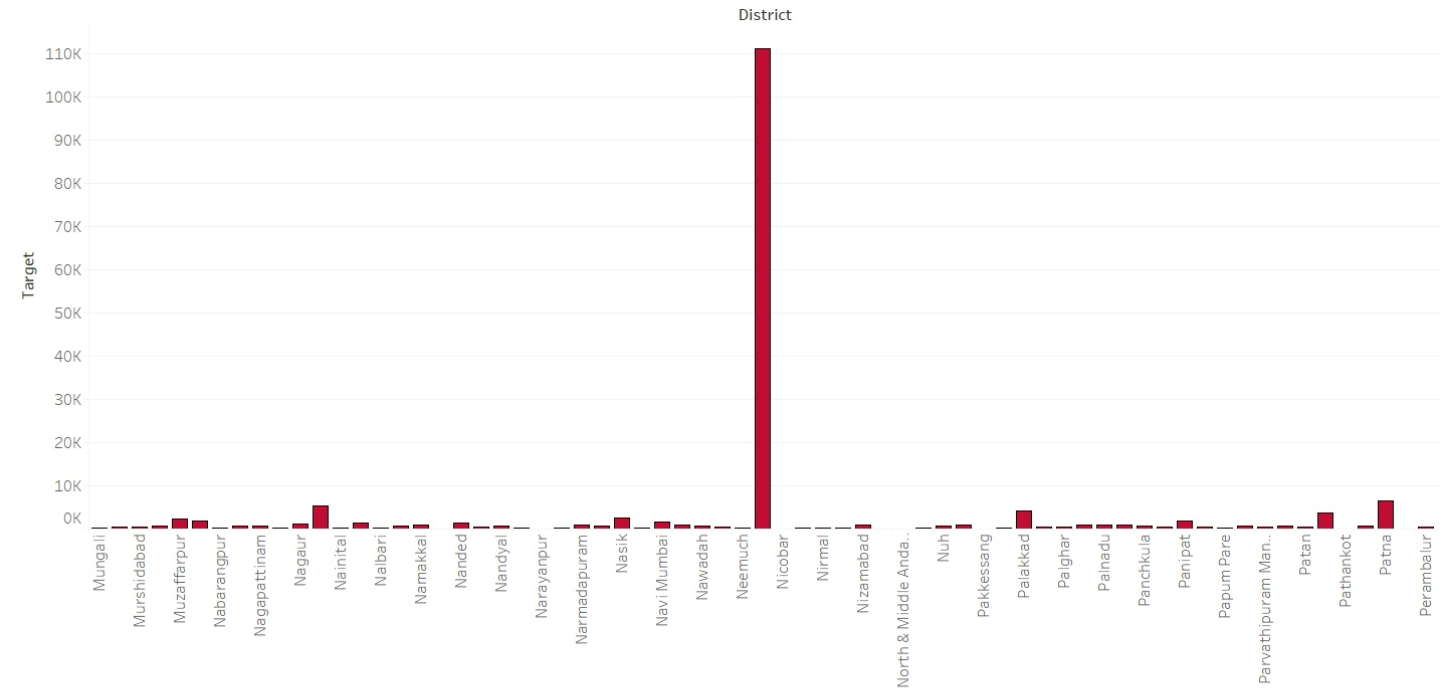 District
Target
110K
100K
90K
80K
70K
60K
50K
40K
30K
20K
10K
0K
Mungali
Murshidabad
Muzaffarpur
Nabarangpur
Nagapattinam
Nagaur
Nainital
Nalbari
Namakkal
Nanded
Nandyal
Narayanpur
Narmadapuram
Nasik
Navi Mumbai
Nawadah
Neemuch
Nicobar
Nirmal
Nizamabad
North & Middle Anda..
Nuh
Pakkessang
Palakkad
Palghar
Palnadu
Panchkula
Panipat
Papum Pare
Parvathipuram Man..
Patan
Pathankot
Patna
Perambalur